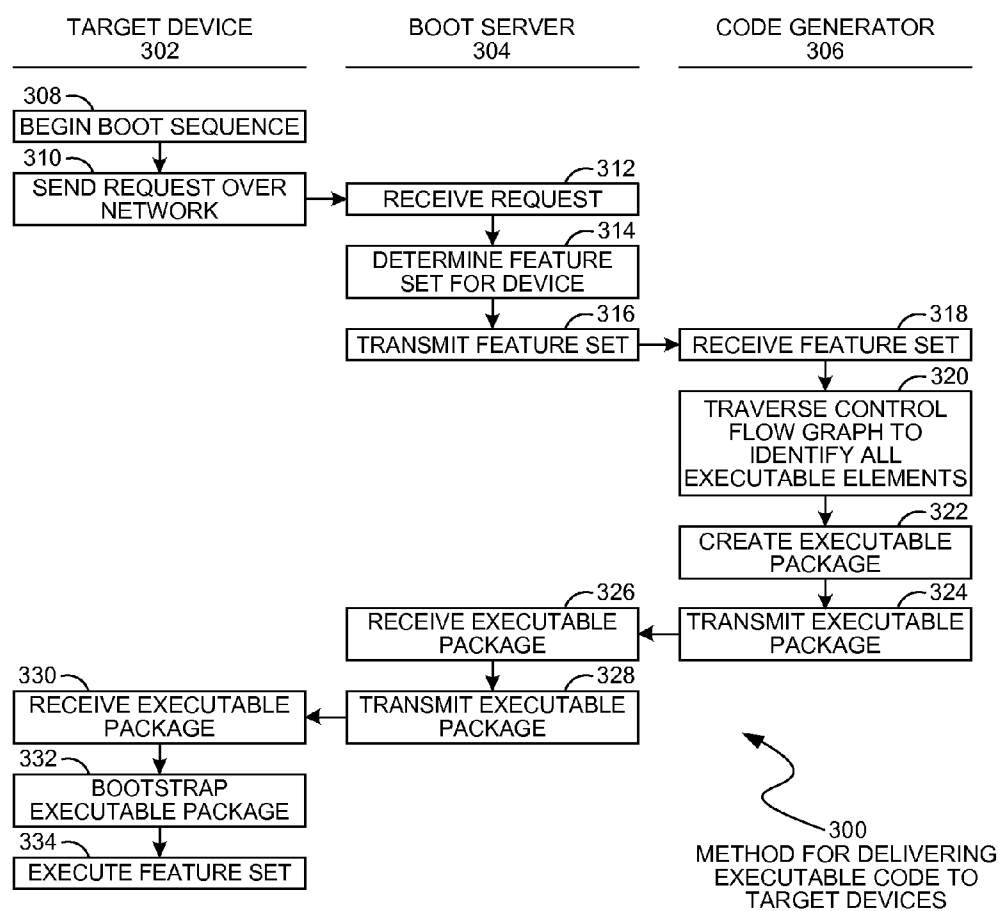 TARGET DEVICE
302
BOOT SERVER
304
CODE GENERATOR
306
308
BEGIN BOOT SEQUENCE
310
SEND REQUEST OVER
NETWORK
312
RECEIVE REQUEST
314
DETERMINE FEATURE
SET FOR DEVICE
316
TRANSMIT FEATURE SET
318
RECEIVE FEATURE SET
320
TRAVERSE CONTROL
FLOW GRAPH TO
IDENTIFY ALL
EXECUTABLE ELEMENTS
322
CREATE EXECUTABLE
PACKAGE
324
TRANSMIT EXECUTABLE
PACKAGE
326
RECEIVE EXECUTABLE
PACKAGE
328
TRANSMIT EXECUTABLE
PACKAGE
330
RECEIVE EXECUTABLE
PACKAGE
332
BOOTSTRAP
EXECUTABLE PACKAGE
334
EXECUTE FEATURE SET
300
METHOD FOR DELIVERING
EXECUTABLE CODE TO
TARGET DEVICES